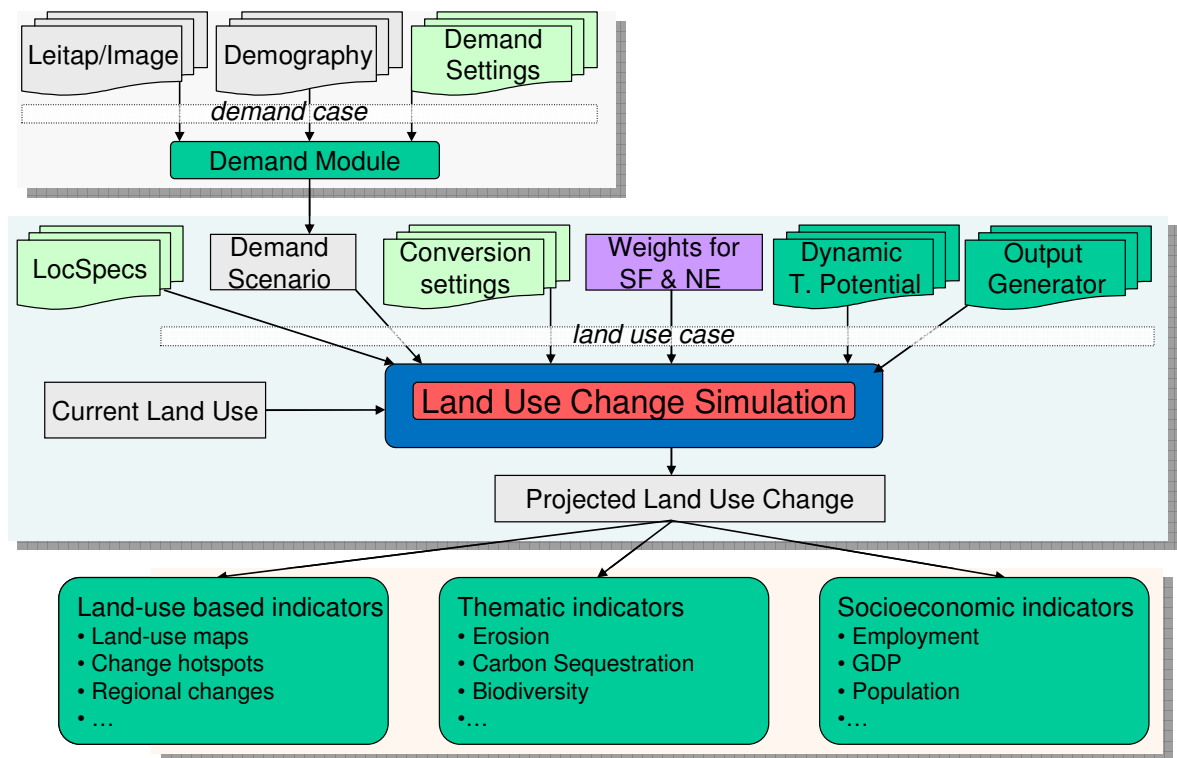 Leitap/Image
Demography
Demand
Settings
demand case
Demand Module
LocSpecs
Demand
Scenario
Conversion
settings
Weights for
SF & NE
Dynamic
T. Potential
Output
Generator
land use case
Current Land Use
Land Use Change Simulation
Projected Land Use Change
Land-use based indicators
• Land-use maps
• Change hotspots
• Regional changes
• …
Thematic indicators
• Erosion
• Carbon Sequestration
• Biodiversity
•…
Socioeconomic indicators
• Employment
• GDP
• Population
•…